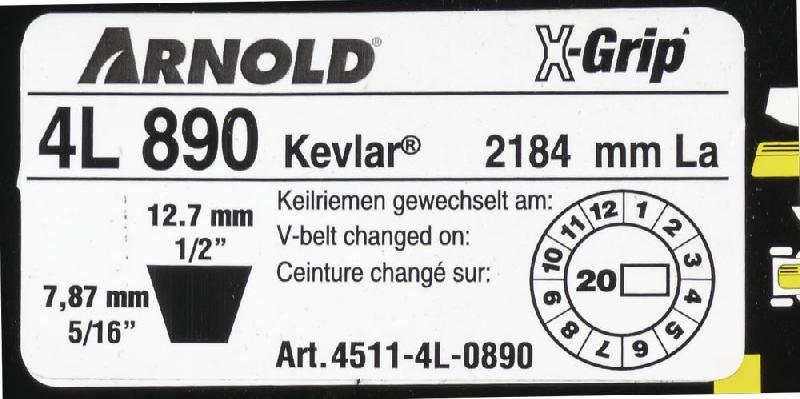 ARNOLD® X-Grip
4L 890 Kevlar® 2184 mm La
Keilriemen gewechselt am:
V-belt changed on:
Ceinture changé sur:
12.7 mm
1/2”
7,87 mm
5/16”
12 1 2 3 4 5 6 7 8 9 10 11
20
Art. 4511-4L-0890